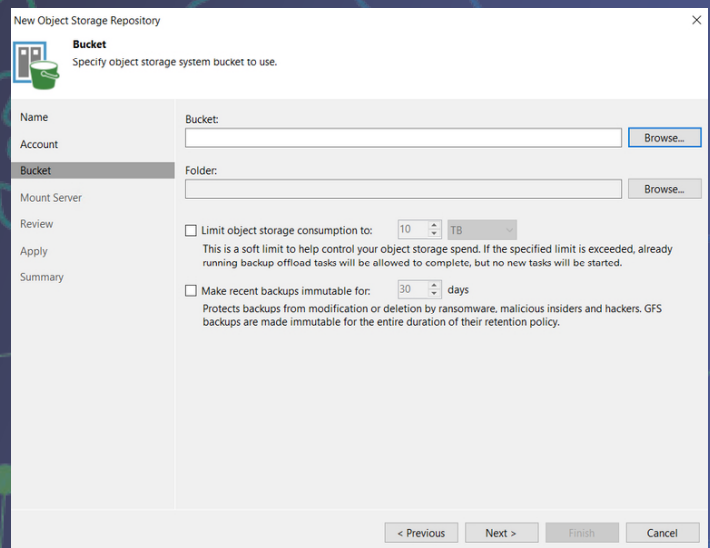 New Object Storage Repository
Bucket
Specify object storage system bucket to use.
Name
Account
Bucket
Mount Server
Review
Apply
Summary
Bucket:
Browse...
Folder:
Browse...
Limit object storage consumption to: 10 TB
This is a soft limit to help control your object storage spend. If the specified limit is exceeded, already
running backup offload tasks will be allowed to complete, but no new tasks will be started.
Make recent backups immutable for: 30 days
Protects backups from modification or deletion by ransomware, malicious insiders and hackers. GFS
backups are made immutable for the entire duration of their retention policy.
< Previous Next > Finish Cancel